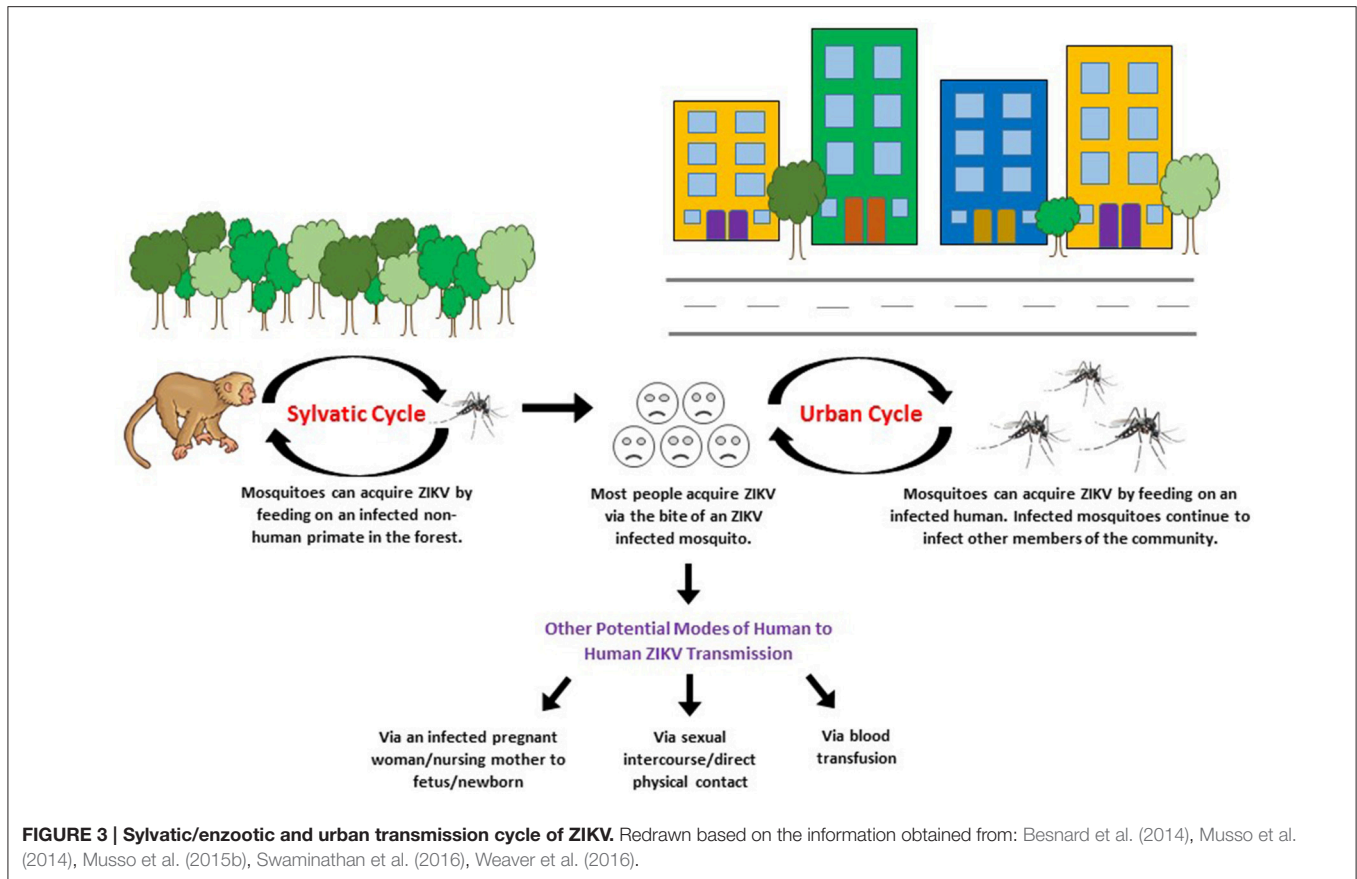 Sylvatic Cycle
Urban Cycle
Mosquitoes can acquire ZIKV by
feeding on an infected non-
human primate in the forest.
Most people acquire ZIKV
via the bite of an ZIKV
infected mosquito.
Mosquitoes can acquire ZIKV by feeding on an
infected human. Infected mosquitoes continue to
infect other members of the community.
Other Potential Modes of Human to
Human ZIKV Transmission
Via an infected pregnant
woman/nursing mother to
fetus/newborn
Via sexual
intercourse/direct
physical contact
Via blood
transfusion
FIGURE 3 | Sylvatic/enzootic and urban transmission cycle of ZIKV. Redrawn based on the information obtained from: Besnard et al. (2014), Musso et al.
(2014), Musso et al. (2015b), Swaminathan et al. (2016), Weaver et al. (2016).